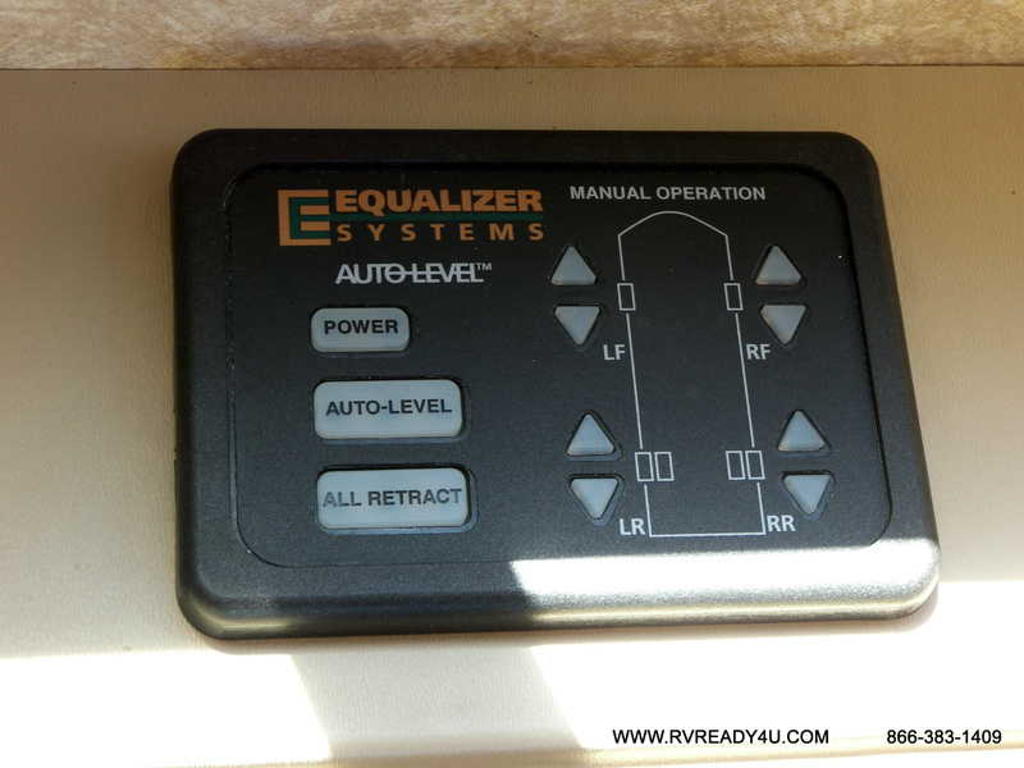 EQUALIZER
SYSTEMS
AUTO-LEVEL™
POWER
AUTO-LEVEL
ALL RETRACT
MANUAL OPERATION
LF
RF
LR
RR
WWW.RVREADY4U.COM 866-383-1409